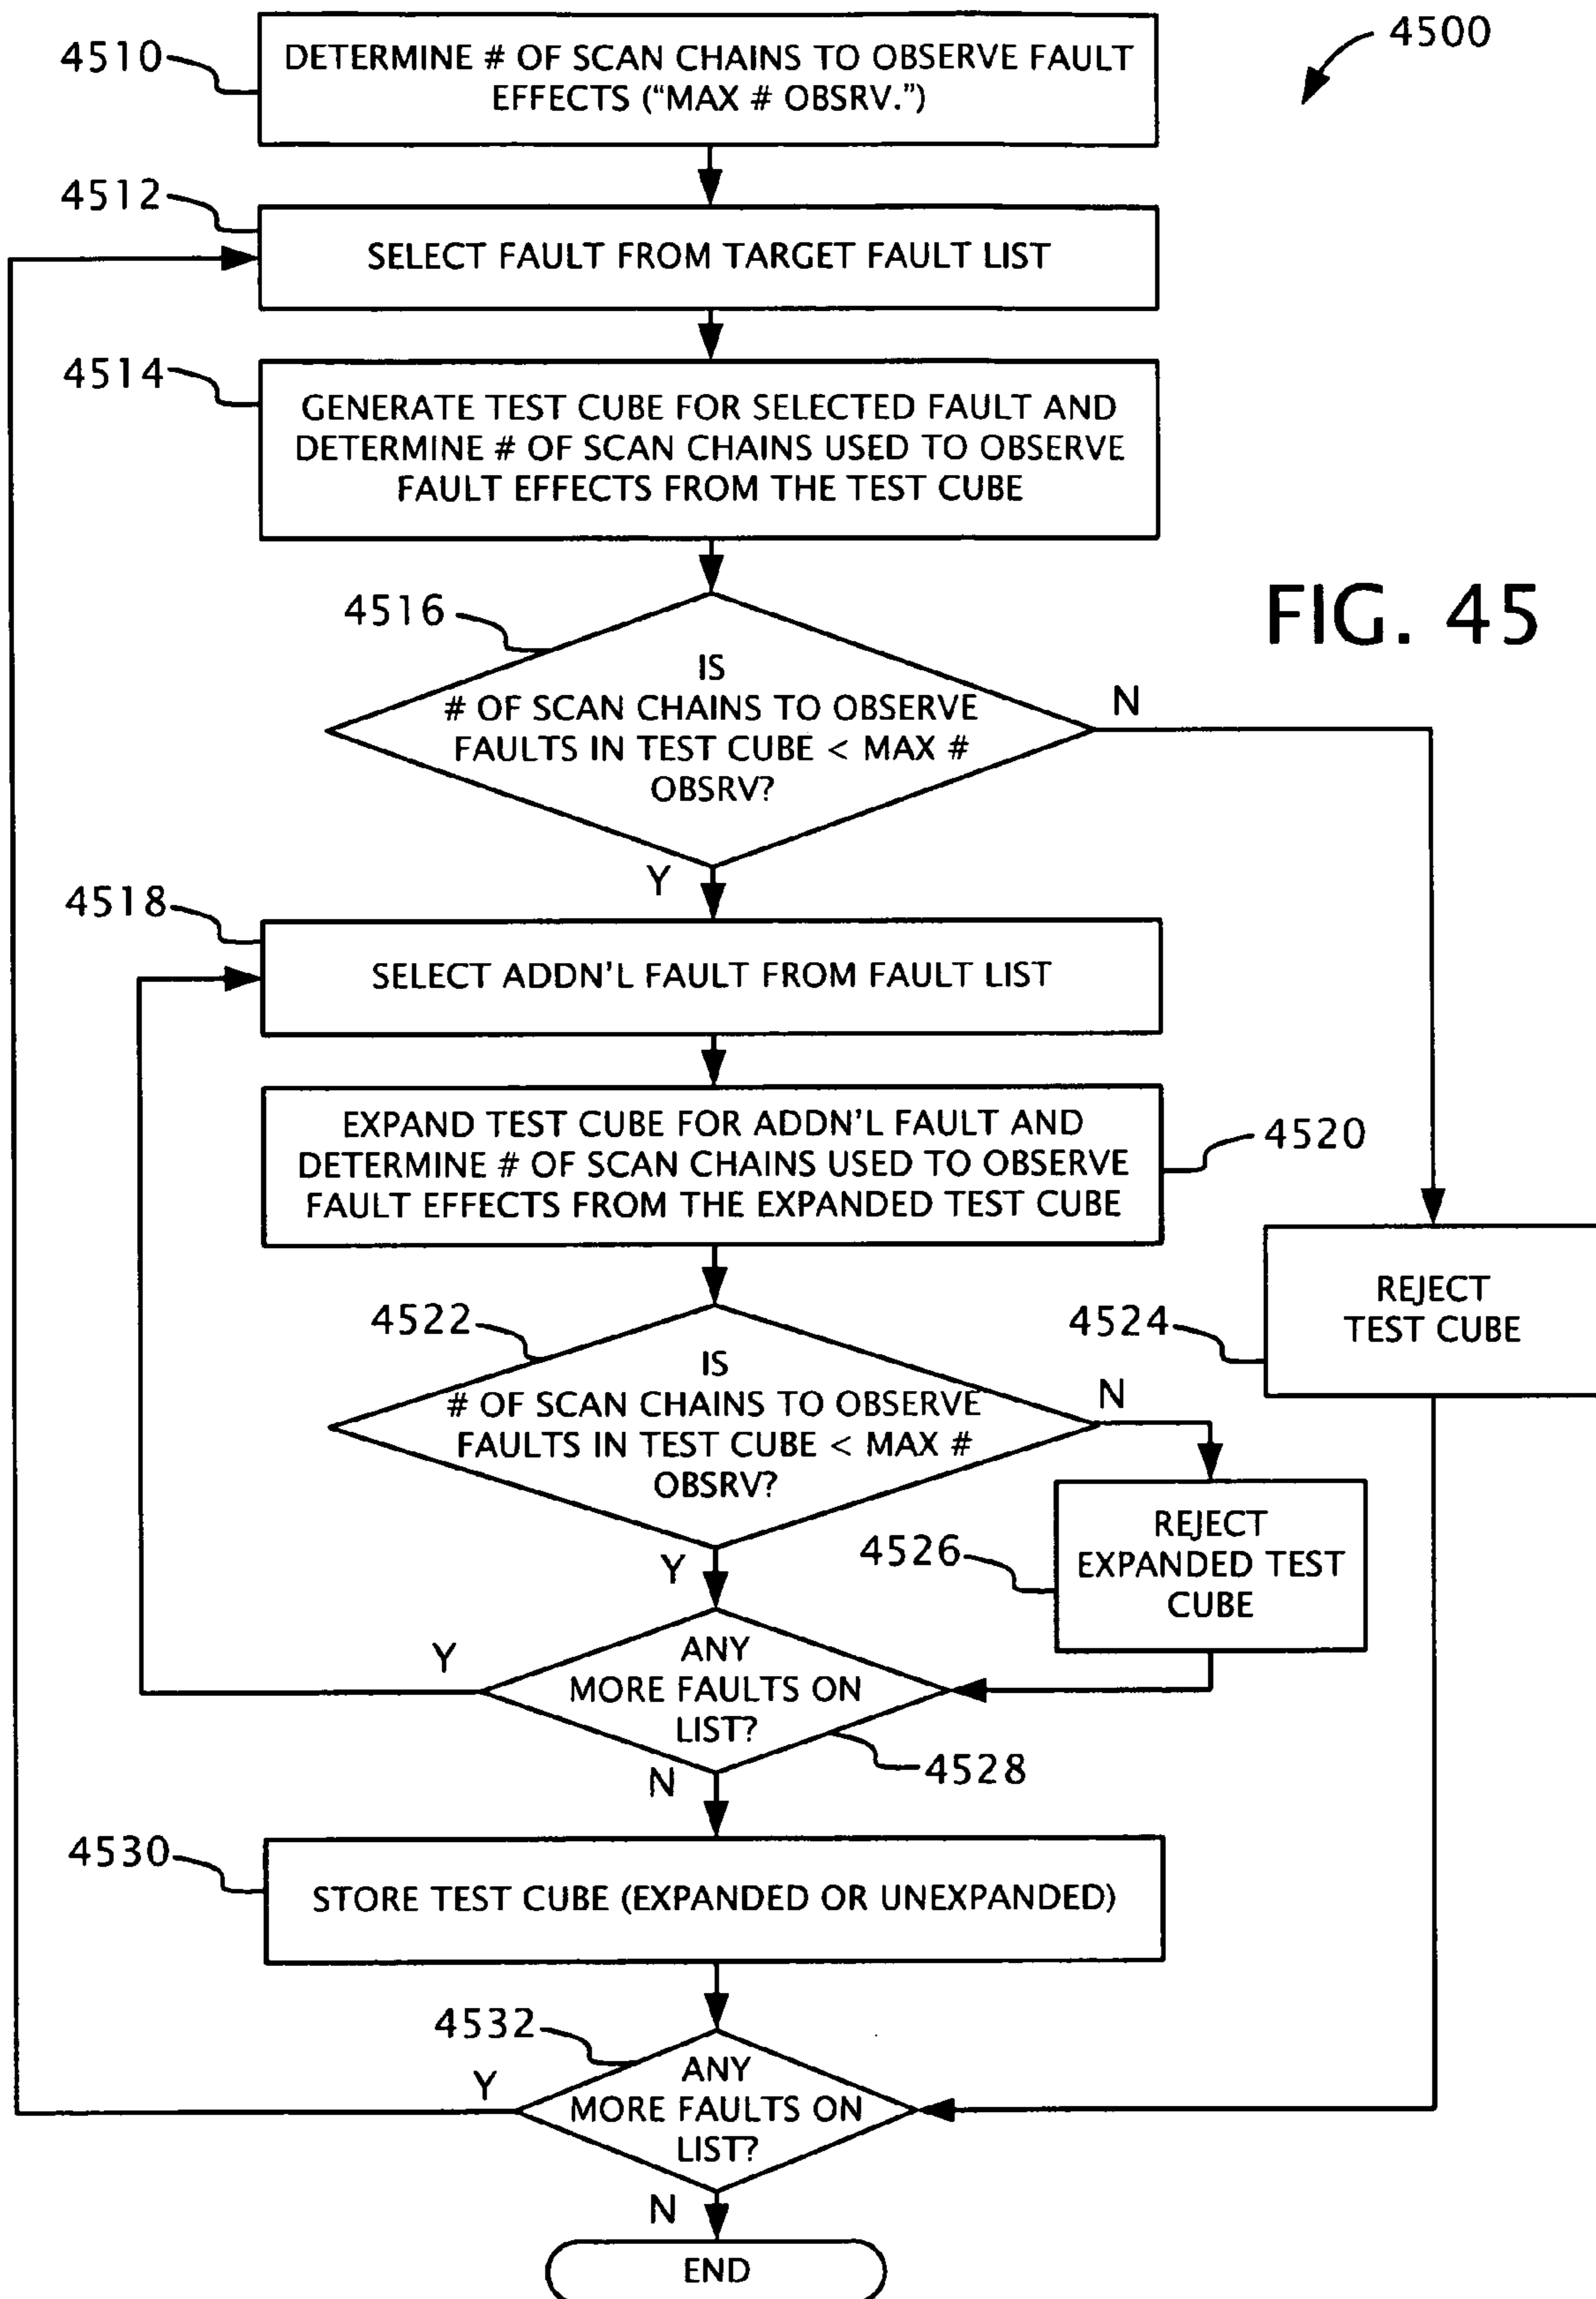 4500
4510
DETERMINE # OF SCAN CHAINS TO OBSERVE FAULT
EFFECTS ("MAX # OBSRV.")
4512
SELECT FAULT FROM TARGET FAULT LIST
4514
GENERATE TEST CUBE FOR SELECTED FAULT AND
DETERMINE # OF SCAN CHAINS USED TO OBSERVE
FAULT EFFECTS FROM THE TEST CUBE
FIG. 45
4516
IS
# OF SCAN CHAINS TO OBSERVE
FAULTS IN TEST CUBE < MAX #
OBSRV?
N
Y
4518
SELECT ADDN'L FAULT FROM FAULT LIST
EXPAND TEST CUBE FOR ADDN'L FAULT AND
DETERMINE # OF SCAN CHAINS USED TO OBSERVE
FAULT EFFECTS FROM THE EXPANDED TEST CUBE
4520
4522
IS
# OF SCAN CHAINS TO OBSERVE
FAULTS IN TEST CUBE < MAX #
OBSRV?
N
Y
4524
REJECT
TEST CUBE
4526
REJECT
EXPANDED TEST
CUBE
ANY
MORE FAULTS ON
LIST?
Y
N
4528
4530
STORE TEST CUBE (EXPANDED OR UNEXPANDED)
4532
ANY
MORE FAULTS ON
LIST?
Y
N
END